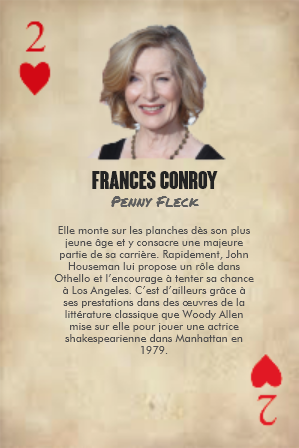 2
FRANCES CONROY
Penny Fleck
Elle monte sur les planches dès son plus
jeune âge et y consacre une majeure
partie de sa carrière. Rapidement, John
Houseman lui propose un rôle dans
Othello et l'encourage à tenter sa chance
à Los Angeles. C'est d'ailleurs grâce à
ses prestations dans des œuvres de la
littérature classique que Woody Allen
mise sur elle pour jouer une actrice
shakespearienne dans Manhattan en
1979.
2